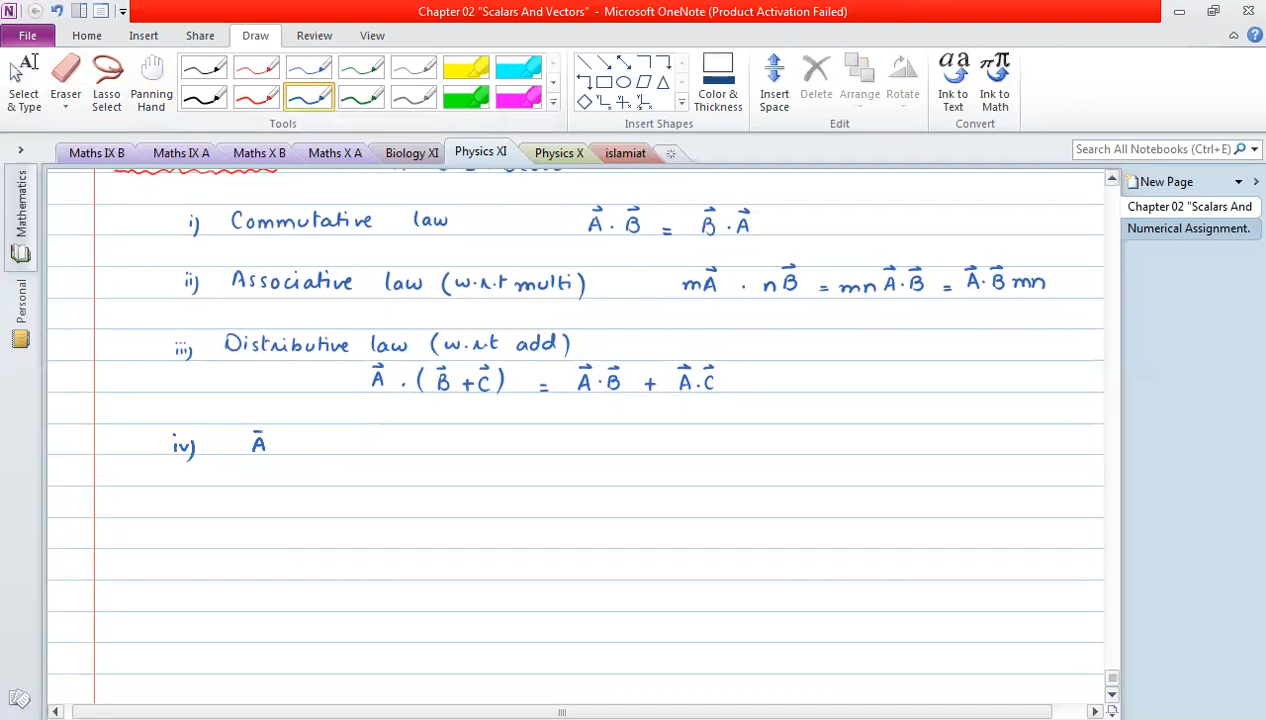 Chapter 02 "Scalars And Vectors" - Microsoft OneNote (Product Activation Failed)
File Home Insert Share Draw Review View
Select & Type Eraser Lasso Select Panning Hand Color & Thickness Insert Space Delete Arrange Rotate Ink to Text Ink to Math
Tools Insert Shapes Edit Convert
Maths IX B Maths IX A Maths X B Maths X A Biology XI Physics XI Physics X islamiat Search All Notebooks (Ctrl+E)
New Page
Chapter 02 "Scalars And
Numerical Assignment.
Mathematics
Personal
i) Commutative law A⃗ · B⃗ = B⃗ · A⃗
ii) Associative law (w.r.t multi) mA⃗ · nB⃗ = mn A⃗·B⃗ = A⃗·B⃗ mn
iii) Distributive law (w.r.t add)
A⃗ · (B⃗ + C⃗) = A⃗·B⃗ + A⃗·C⃗
iv) A̅